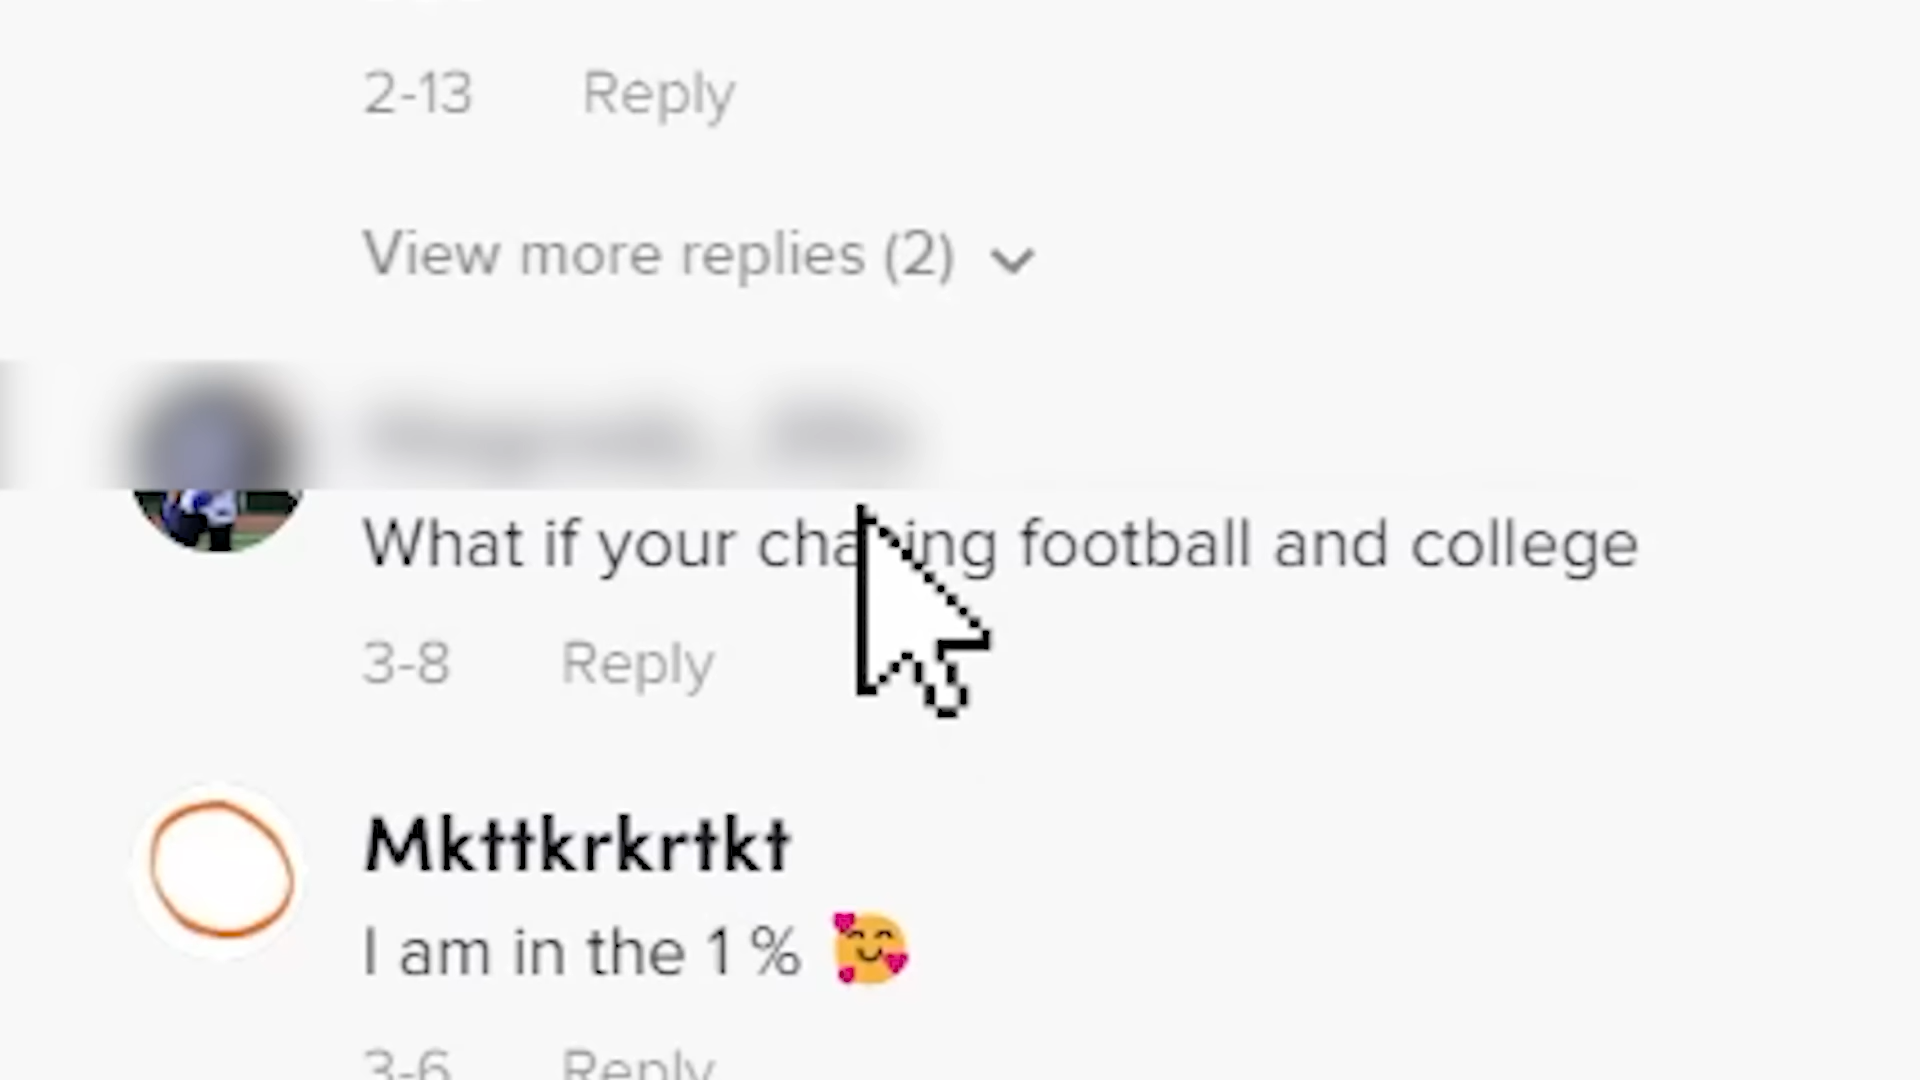 2-13 Reply
View more replies (2)
What if your football and college
3-8 Reply
Mkttkrkrtkt
I am in the 1 % 🥰
3-6 Reply